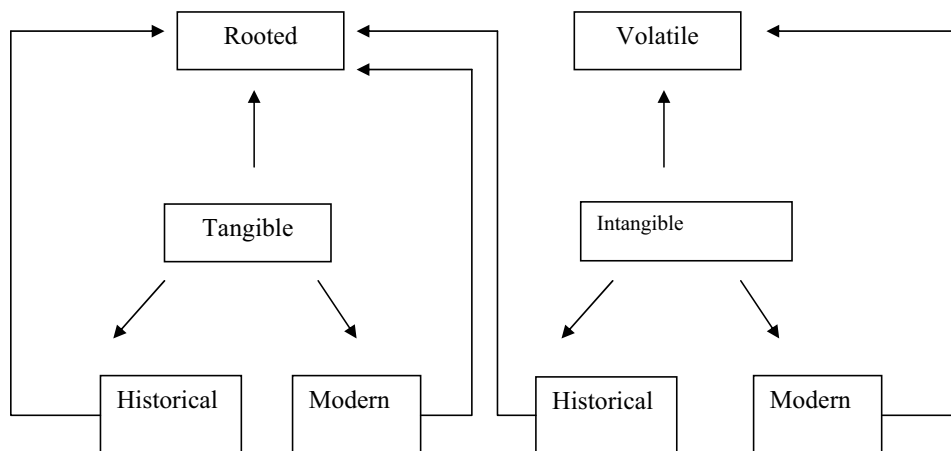 Rooted
Volatile
Tangible
Intangible
Historical
Modern
Historical
Modern